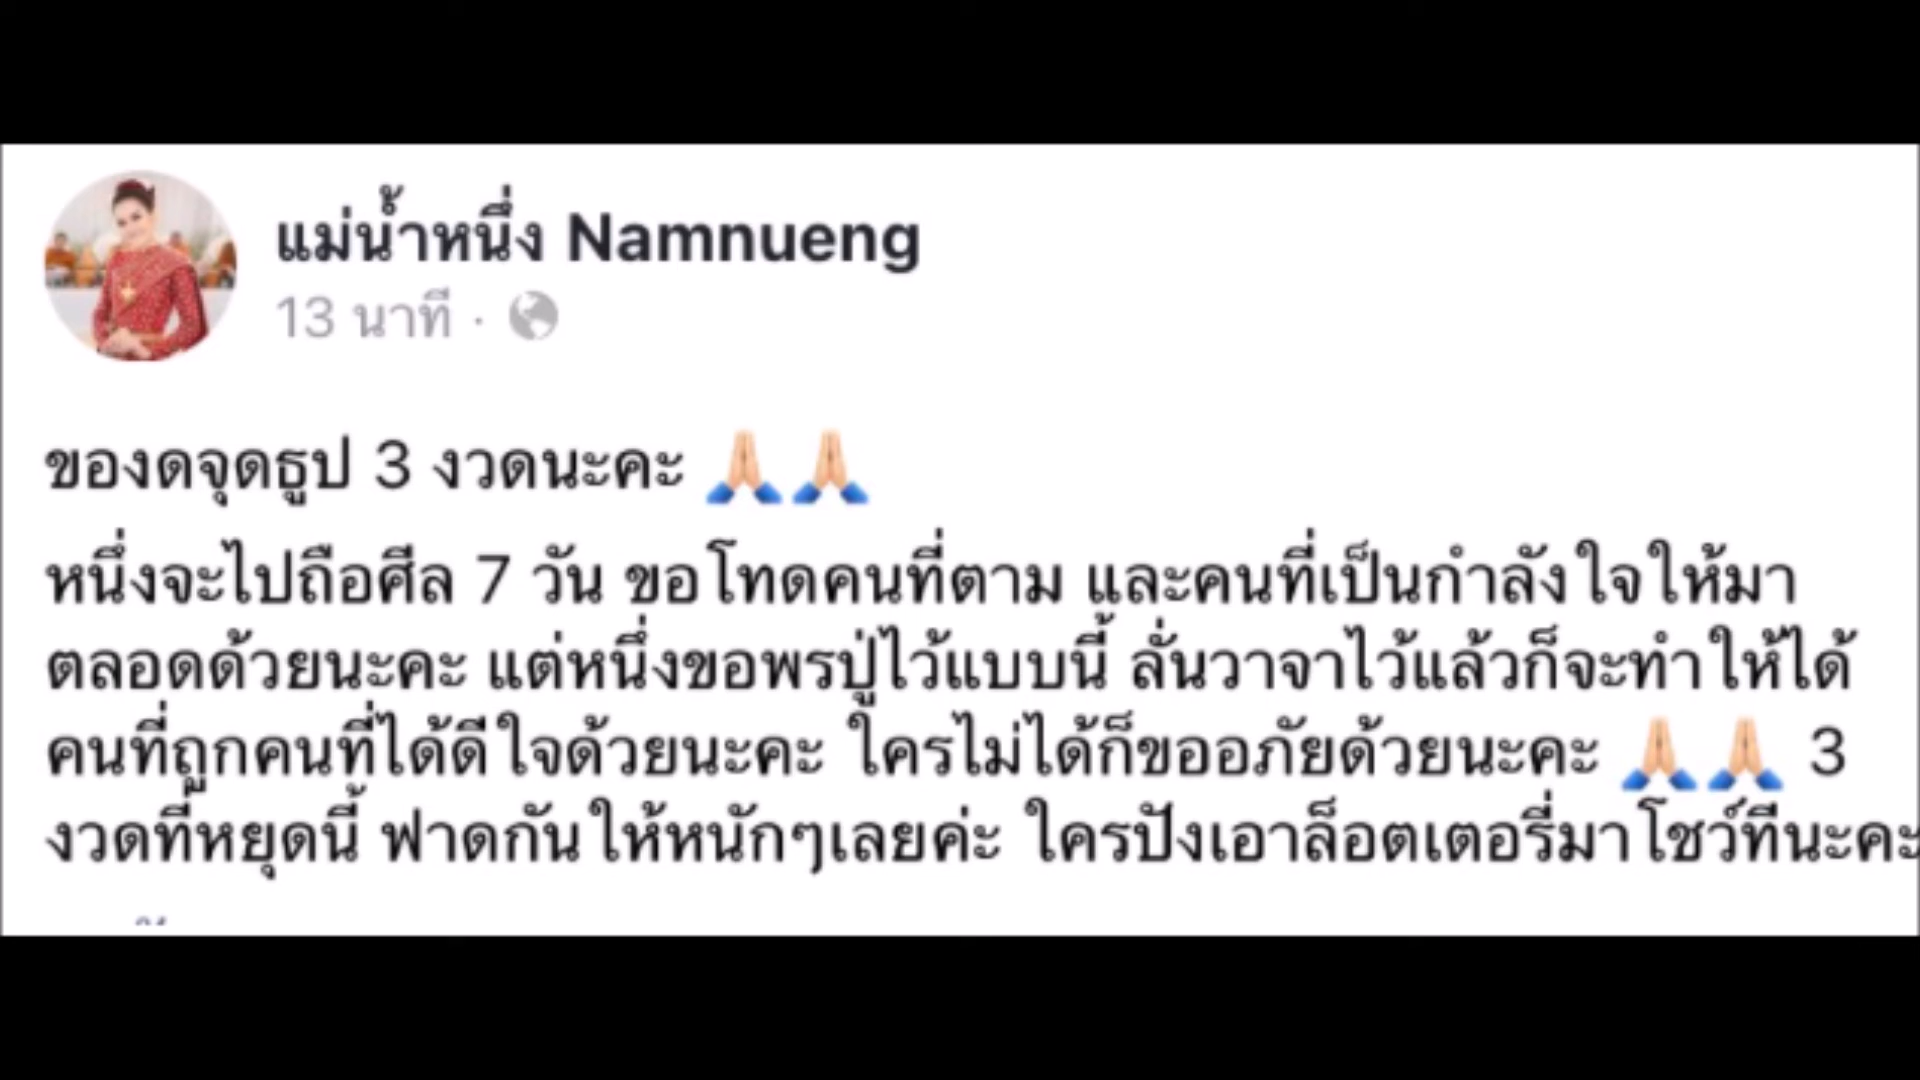 แม่น้ำหนึ่ง Namnueng
13 นาที ·
ของดจุดธูป 3 งวดนะคะ 🙏🏻🙏🏻
หนึ่งจะไปถือศีล 7 วัน ขอโทดคนที่ตาม และคนที่เป็นกำลังใจให้มา
ตลอดด้วยนะคะ แต่หนึ่งขอพรปู่ไว้แบบนี้ ลั่นวาจาไว้แล้วก็จะทำให้ได้
คนที่ถูกคนที่ได้ดีใจด้วยนะคะ ใครไม่ได้ก็ขออภัยด้วยนะคะ 🙏🏻🙏🏻 3
งวดที่หยุดนี้ ฟาดกันให้หนักๆเลยค่ะ ใครปังเอาล็อตเตอรี่มาโชว์ทีนะคะ